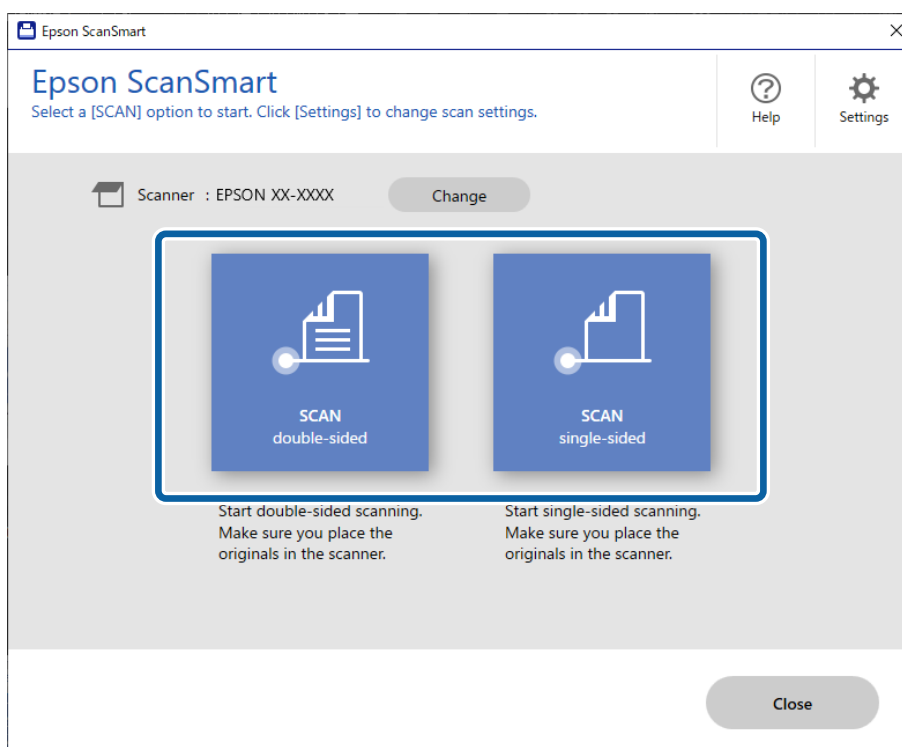 Epson ScanSmart
Epson ScanSmart
Select a [SCAN] option to start. Click [Settings] to change scan settings.
Help
Settings
Scanner : EPSON XX-XXXX
Change
SCAN
double-sided
SCAN
single-sided
Start double-sided scanning.
Make sure you place the
originals in the scanner.
Start single-sided scanning.
Make sure you place the
originals in the scanner.
Close